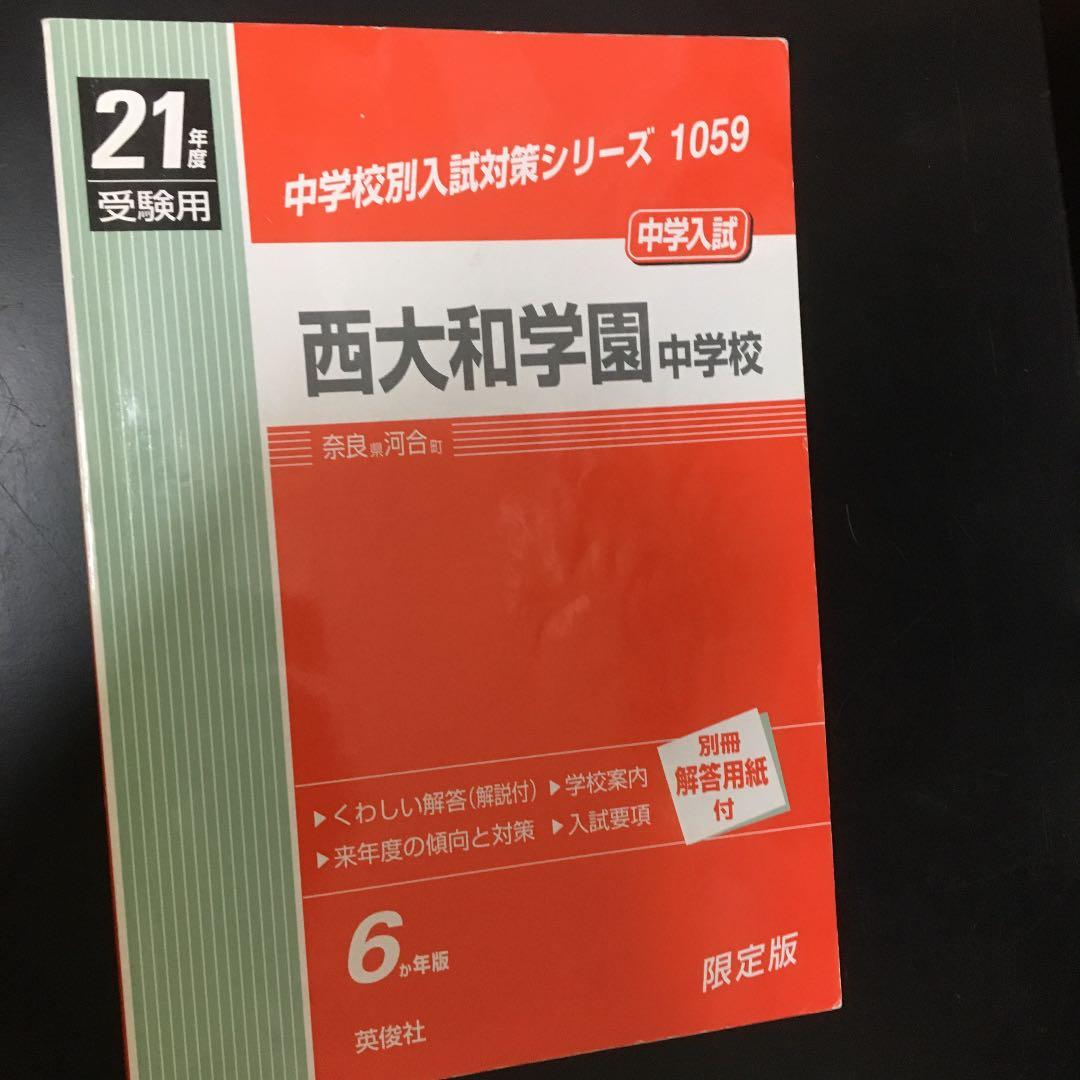 21年度
受験用
中学校別入試対策シリーズ 1059
中学入試
西大和学園中学校
奈良県河合町
▶くわしい解答(解説付) ▶学校案内
▶来年度の傾向と対策 ▶入試要項
別冊
解答用紙
付
6か年版
限定版
英俊社